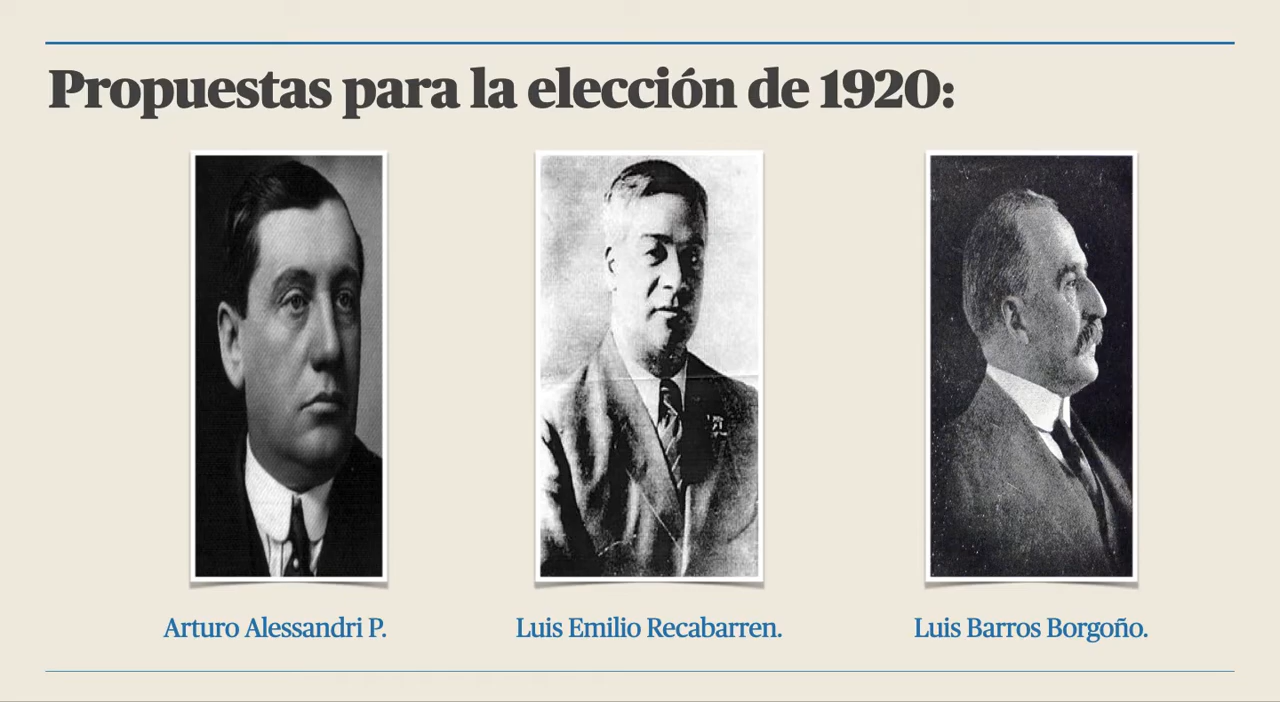 Propuestas para la elección de 1920:
Arturo Alessandri P.
Luis Emilio Recabarren.
Luis Barros Borgoño.